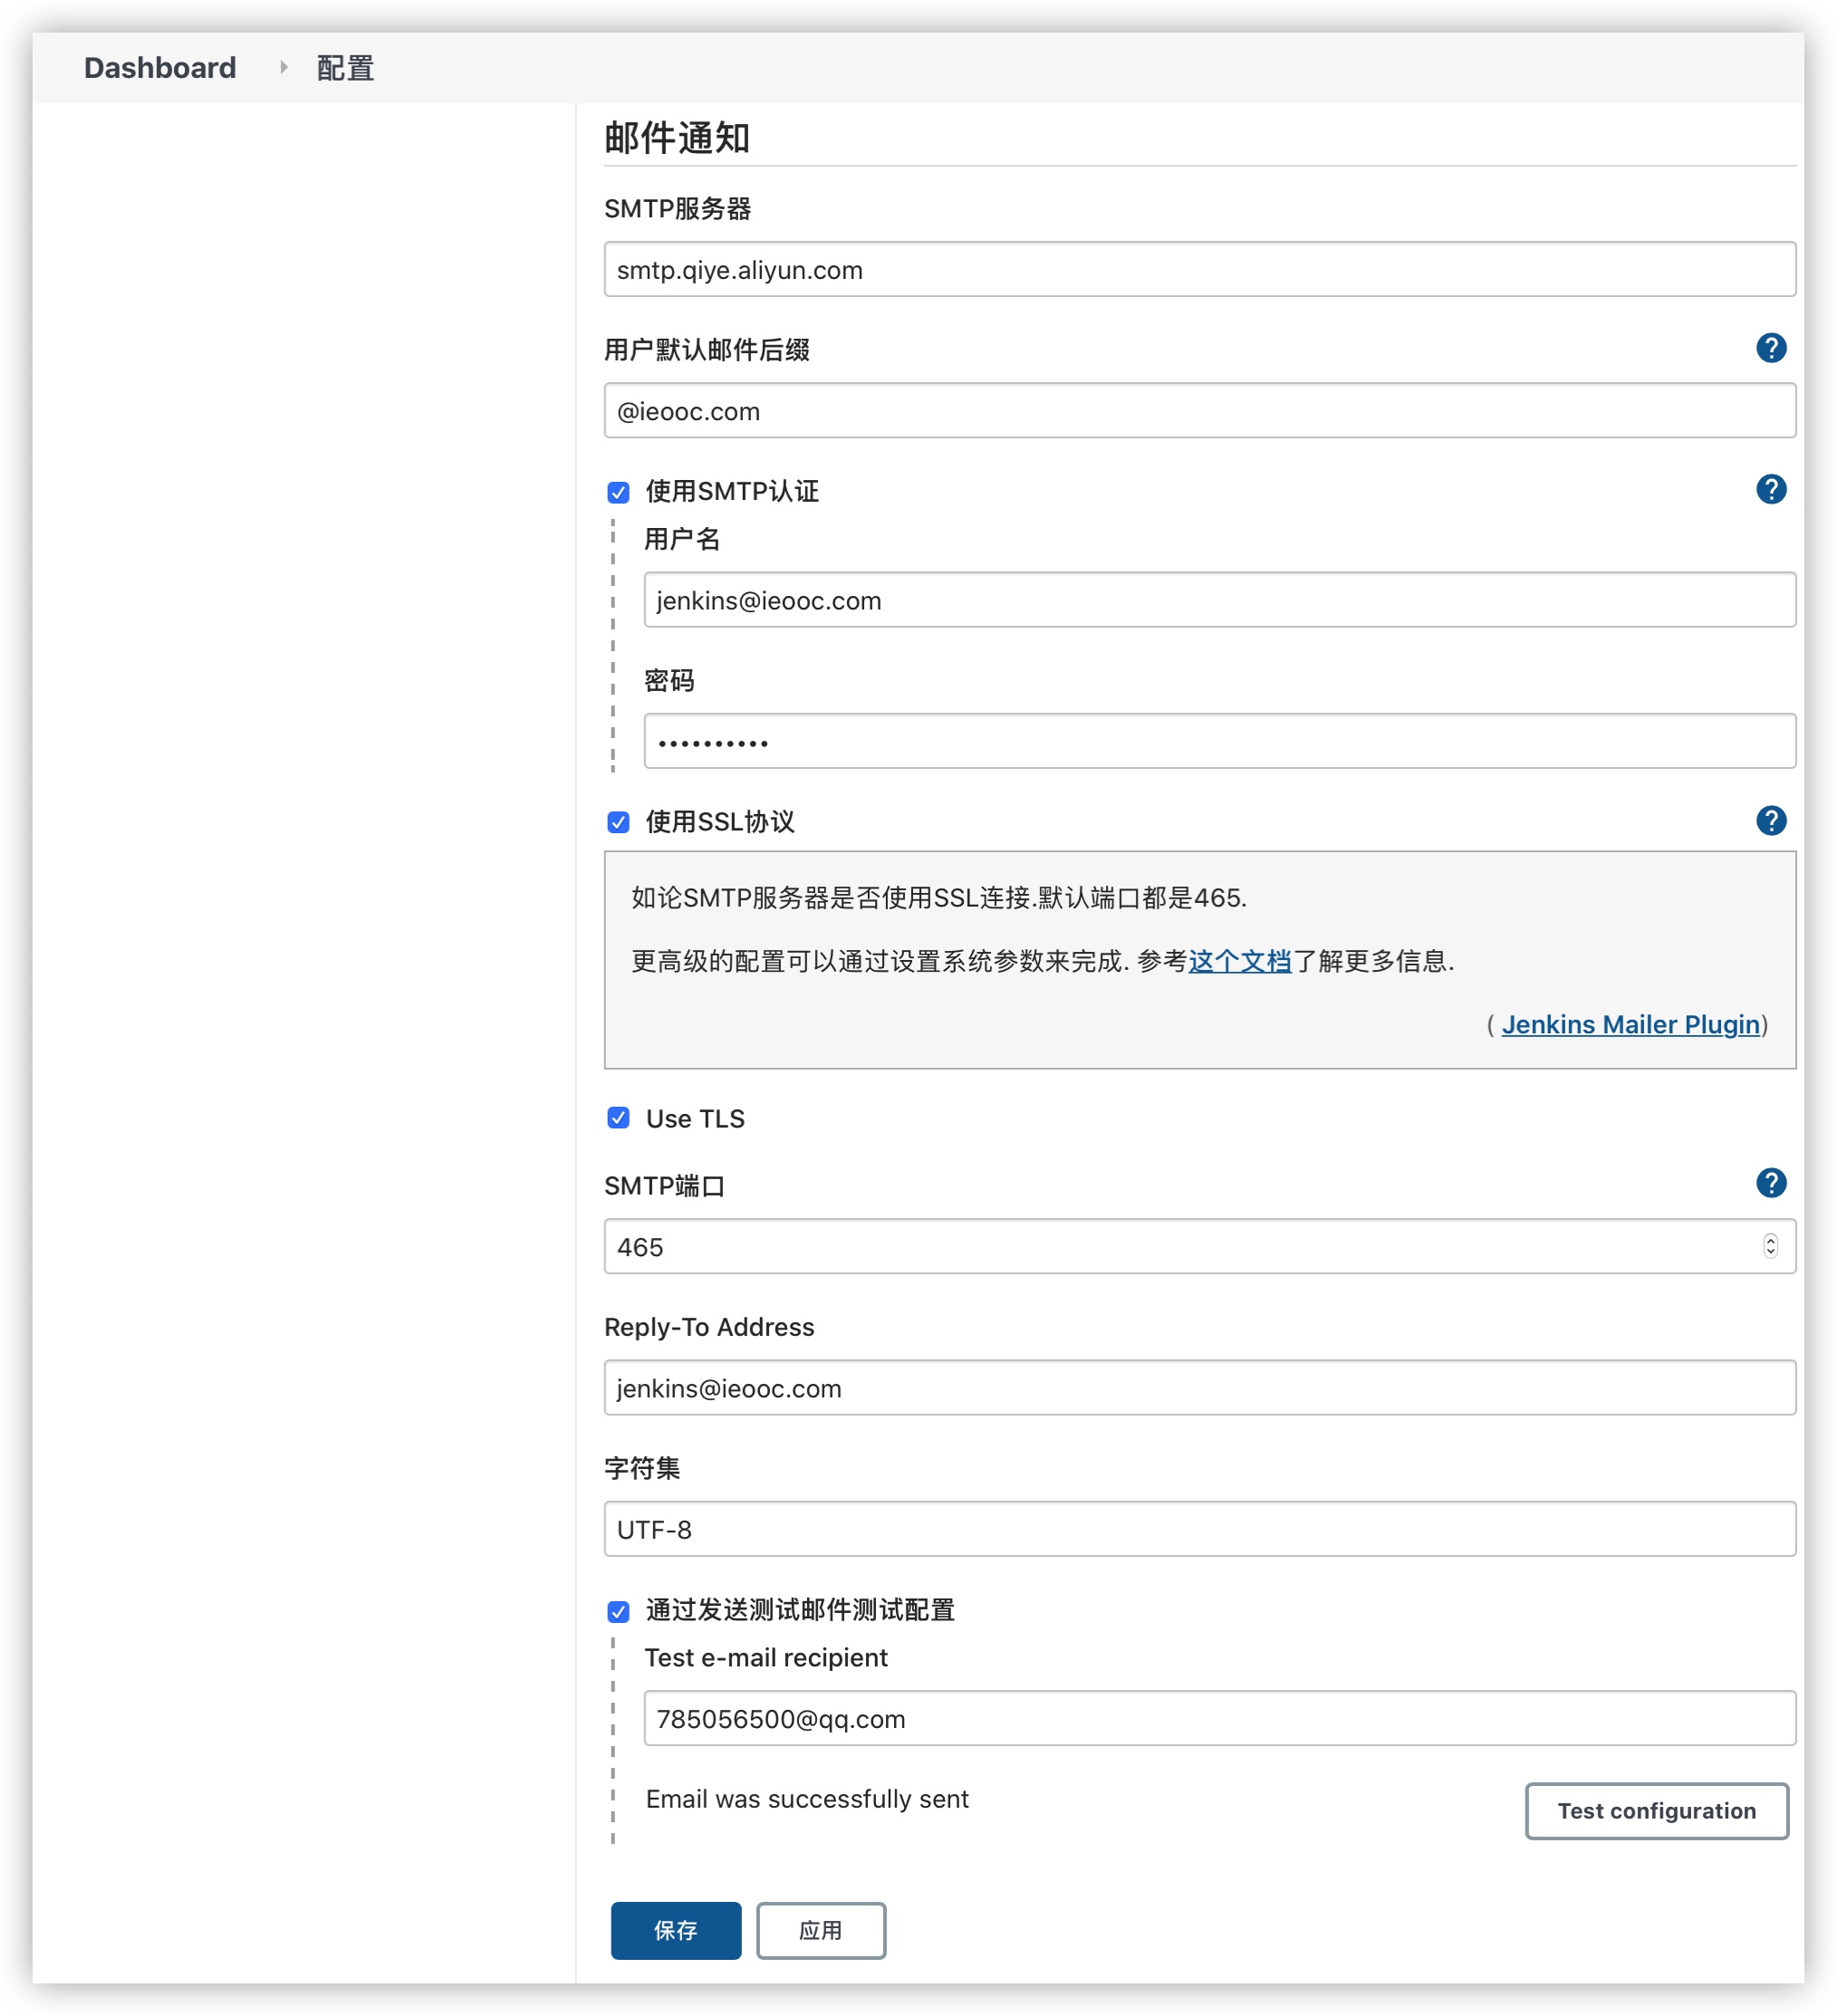 Dashboard 配置
邮件通知
SMTP服务器
smtp.qiye.aliyun.com
用户默认邮件后缀
@ieooc.com
使用SMTP认证
用户名
jenkins@ieooc.com
密码
••••••••••
使用SSL协议
如论SMTP服务器是否使用SSL连接.默认端口都是465.
更高级的配置可以通过设置系统参数来完成. 参考这个文档了解更多信息.
( Jenkins Mailer Plugin)
Use TLS
SMTP端口
465
Reply-To Address
jenkins@ieooc.com
字符集
UTF-8
通过发送测试邮件测试配置
Test e-mail recipient
785056500@qq.com
Email was successfully sent
Test configuration
保存 应用